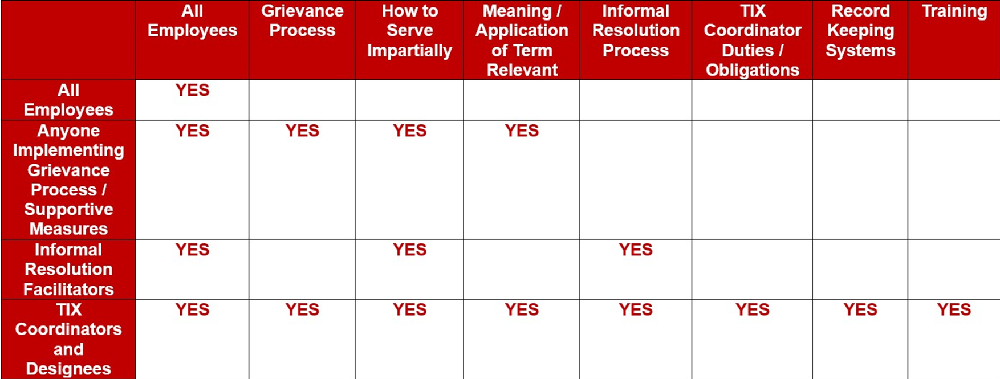 All
Employees
Grievance
Process
How to
Serve
Impartially
Meaning /
Application
of Term
Relevant
Informal
Resolution
Process
TIX
Coordinator
Duties /
Obligations
Record
Keeping
Systems
Training
All
Employees
YES
Anyone
Implementing
Grievance
Process /
Supportive
Measures
YES
YES
YES
YES
Informal
Resolution
Facilitators
YES
YES
YES
TIX
Coordinators
and
Designees
YES
YES
YES
YES
YES
YES
YES
YES